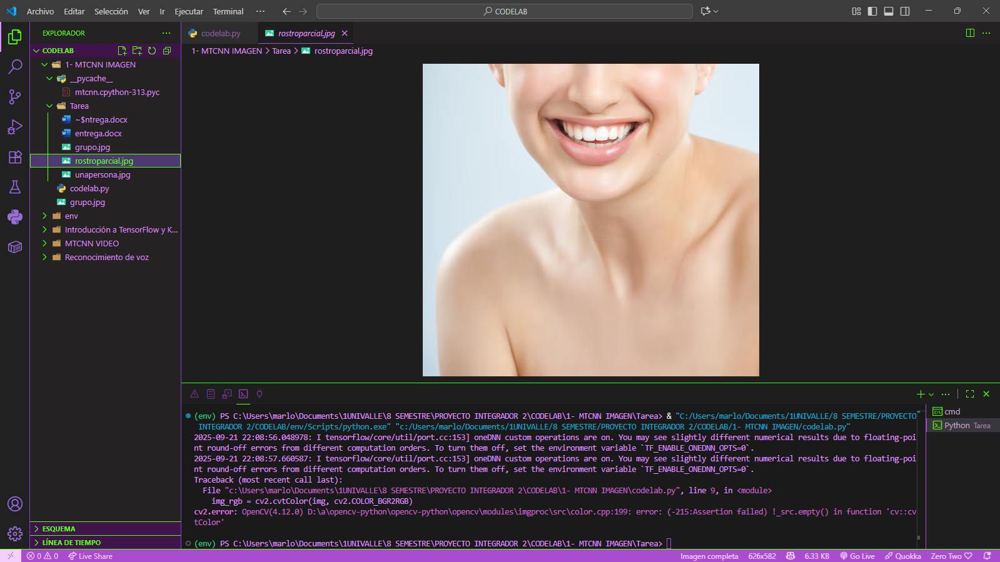 Archivo Editar Selección Ver Ir Ejecutar Terminal ··· CODELAB
EXPLORADOR
CODELAB
1- MTCNN IMAGEN
__pycache__
mtcnn.cpython-313.pyc
Tarea
~$ntrega.docx
entrega.docx
grupo.jpg
rostroparcial.jpg
unapersona.jpg
codelab.py
grupo.jpg
env
Introducción a TensorFlow y K...
MTCNN VIDEO
Reconocimiento de voz
ESQUEMA
LÍNEA DE TIEMPO
codelab.py rostroparcial.jpg
1- MTCNN IMAGEN > Tarea > rostroparcial.jpg
(env) PS C:\Users\marlo\Documents\1UNIVALLE\8 SEMESTRE\PROYECTO INTEGRADOR 2\CODELAB\1- MTCNN IMAGEN\Tarea> & "C:/Users/marlo/Documents/1UNIVALLE/8 SEMESTRE/PROYECTO
INTEGRADOR 2/CODELAB/env/Scripts/python.exe" "c:/Users/marlo/Documents/1UNIVALLE/8 SEMESTRE/PROYECTO INTEGRADOR 2/CODELAB/1- MTCNN IMAGEN/codelab.py"
2025-09-21 22:08:56.048978: I tensorflow/core/util/port.cc:153] oneDNN custom operations are on. You may see slightly different numerical results due to floating-poi
nt round-off errors from different computation orders. To turn them off, set the environment variable `TF_ENABLE_ONEDNN_OPTS=0`.
2025-09-21 22:08:57.660587: I tensorflow/core/util/port.cc:153] oneDNN custom operations are on. You may see slightly different numerical results due to floating-poi
nt round-off errors from different computation orders. To turn them off, set the environment variable `TF_ENABLE_ONEDNN_OPTS=0`.
Traceback (most recent call last):
File "c:\Users\marlo\Documents\1UNIVALLE\8 SEMESTRE\PROYECTO INTEGRADOR 2\CODELAB\1- MTCNN IMAGEN\codelab.py", line 9, in <module>
img_rgb = cv2.cvtColor(img, cv2.COLOR_BGR2RGB)
cv2.error: OpenCV(4.12.0) D:\a\opencv-python\opencv-python\opencv\modules\imgproc\src\color.cpp:199: error: (-215:Assertion failed) !_src.empty() in function 'cv::cv
tColor'
(env) PS C:\Users\marlo\Documents\1UNIVALLE\8 SEMESTRE\PROYECTO INTEGRADOR 2\CODELAB\1- MTCNN IMAGEN\Tarea>
cmd
Python Tarea
0 0 Live Share Imagen completa 626x582 6.33 KB Go Live Quokka Zero Two